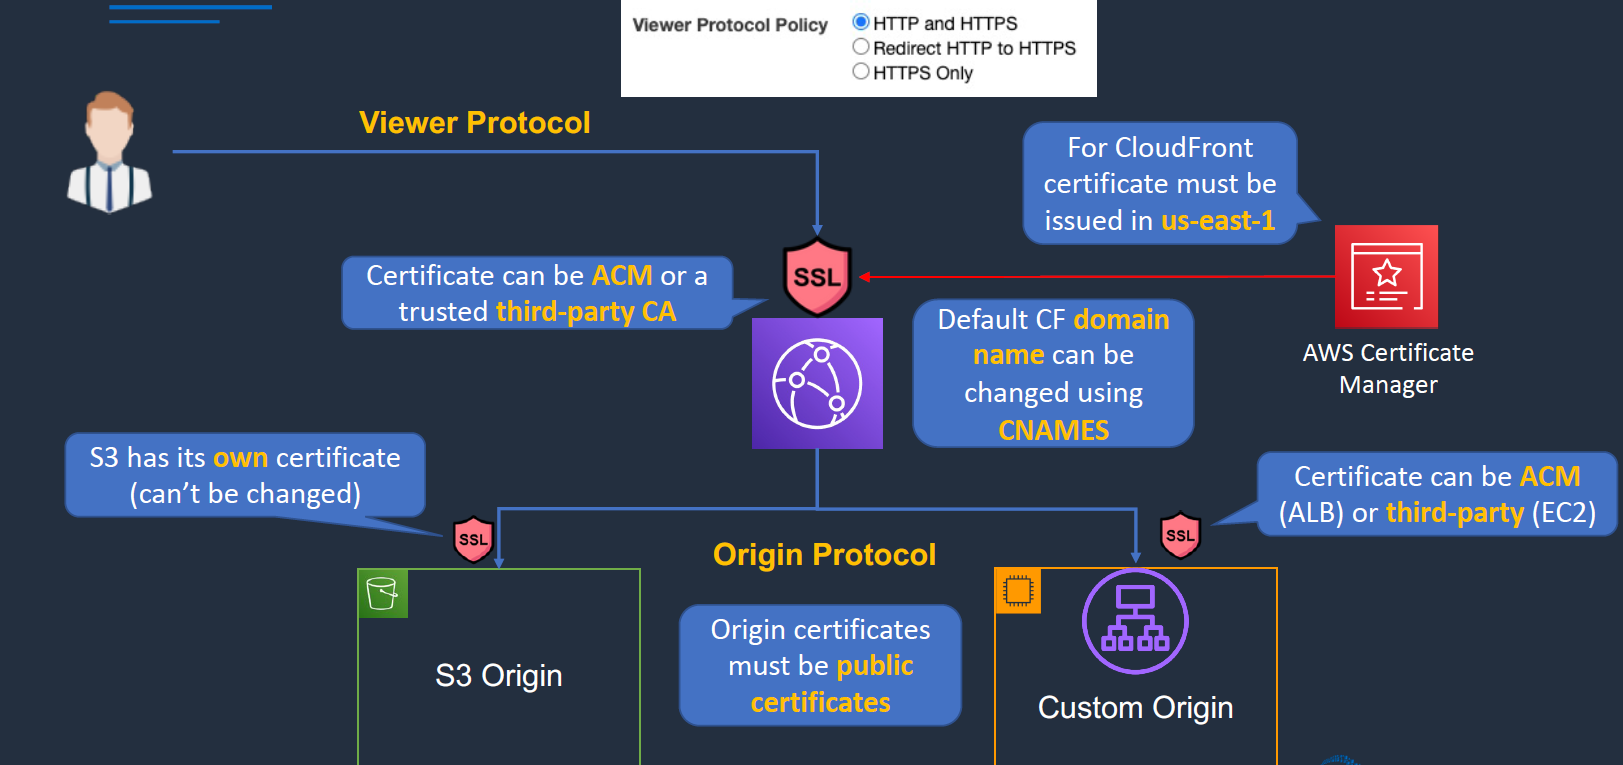 Viewer Protocol Policy
HTTP and HTTPS
Redirect HTTP to HTTPS
HTTPS Only
Viewer Protocol
For CloudFront
certificate must be
issued in us-east-1
SSL
Certificate can be ACM or a
trusted third-party CA
Default CF domain
name can be
changed using
CNAMES
AWS Certificate
Manager
S3 has its own certificate
(can’t be changed)
SSL
Certificate can be ACM
(ALB) or third-party (EC2)
SSL
Origin Protocol
Origin certificates
must be public
certificates
S3 Origin
Custom Origin